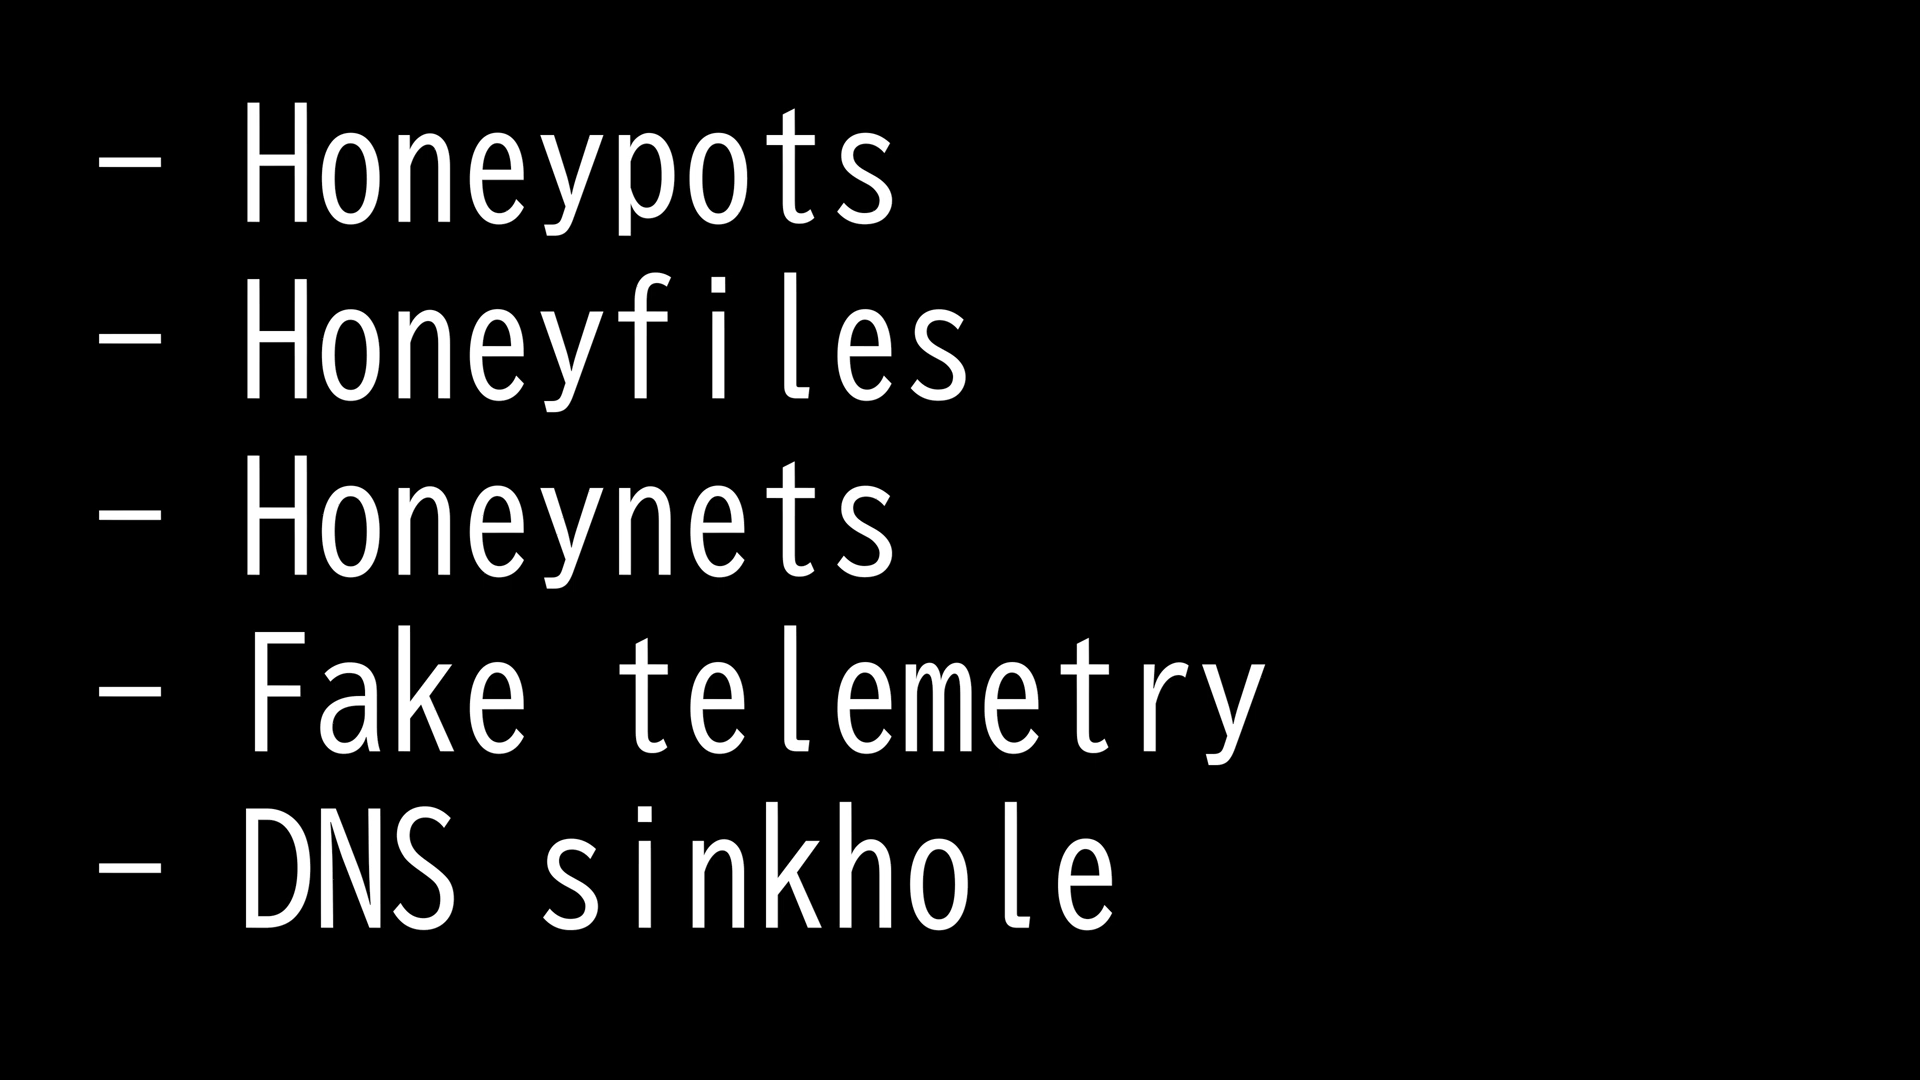 - Honeypots
- Honeyfiles
- Honeynets
- Fake telemetry
- DNS sinkhole